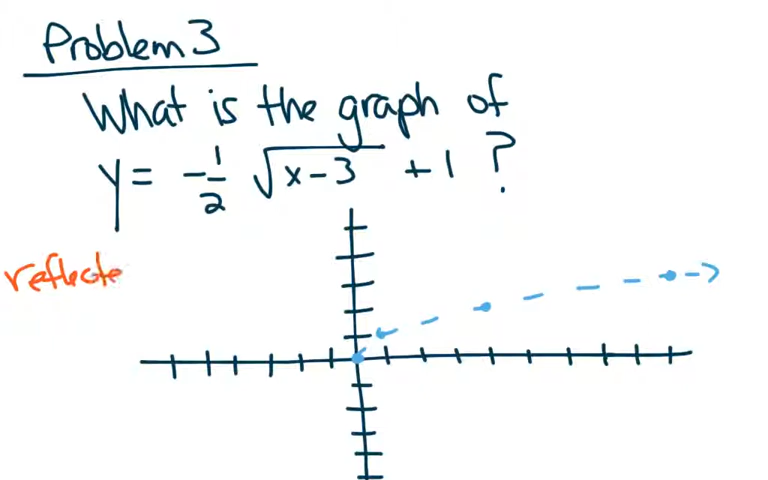 Problem 3
What is the graph of
y = -1/2 √(x-3) + 1 ?
reflecte